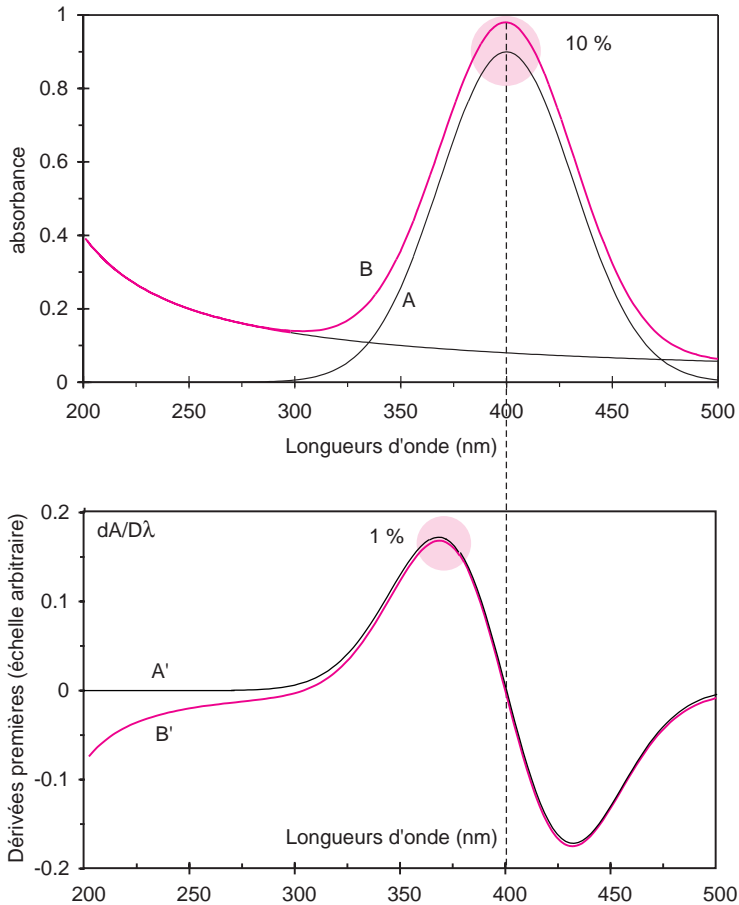 1
10 %
0.8
0.6
absorbance
0.4
B
A
0.2
0
200 250 300 350 400 450 500
Longueurs d'onde (nm)
0.2
dA/Dλ
1 %
0.1
A'
0
B'
-0.1
Longueurs d'onde (nm)
-0.2
Dérivées premières (échelle arbitraire)
200 250 300 350 400 450 500